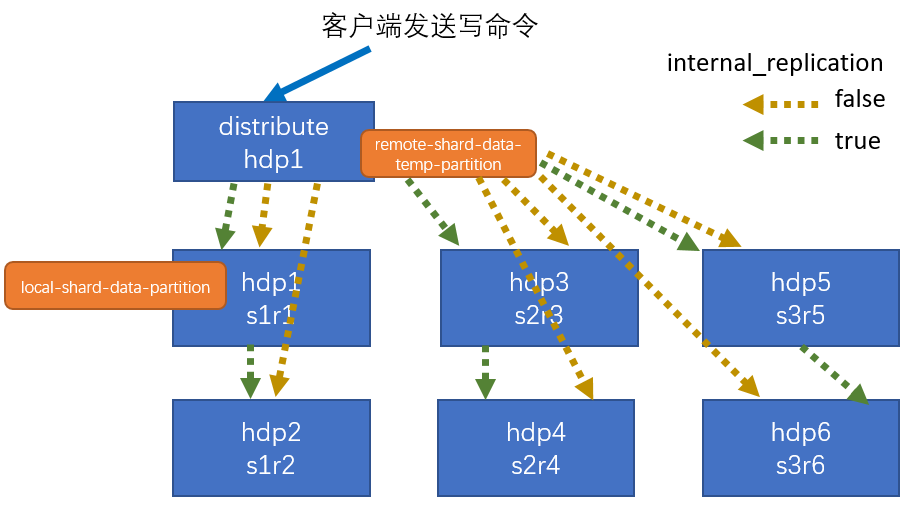 客户端发送写命令
internal_replication
false
true
distribute
hdp1
remote-shard-data-
temp-partition
local-shard-data-partition
hdp1
s1r1
hdp3
s2r3
hdp5
s3r5
hdp2
s1r2
hdp4
s2r4
hdp6
s3r6